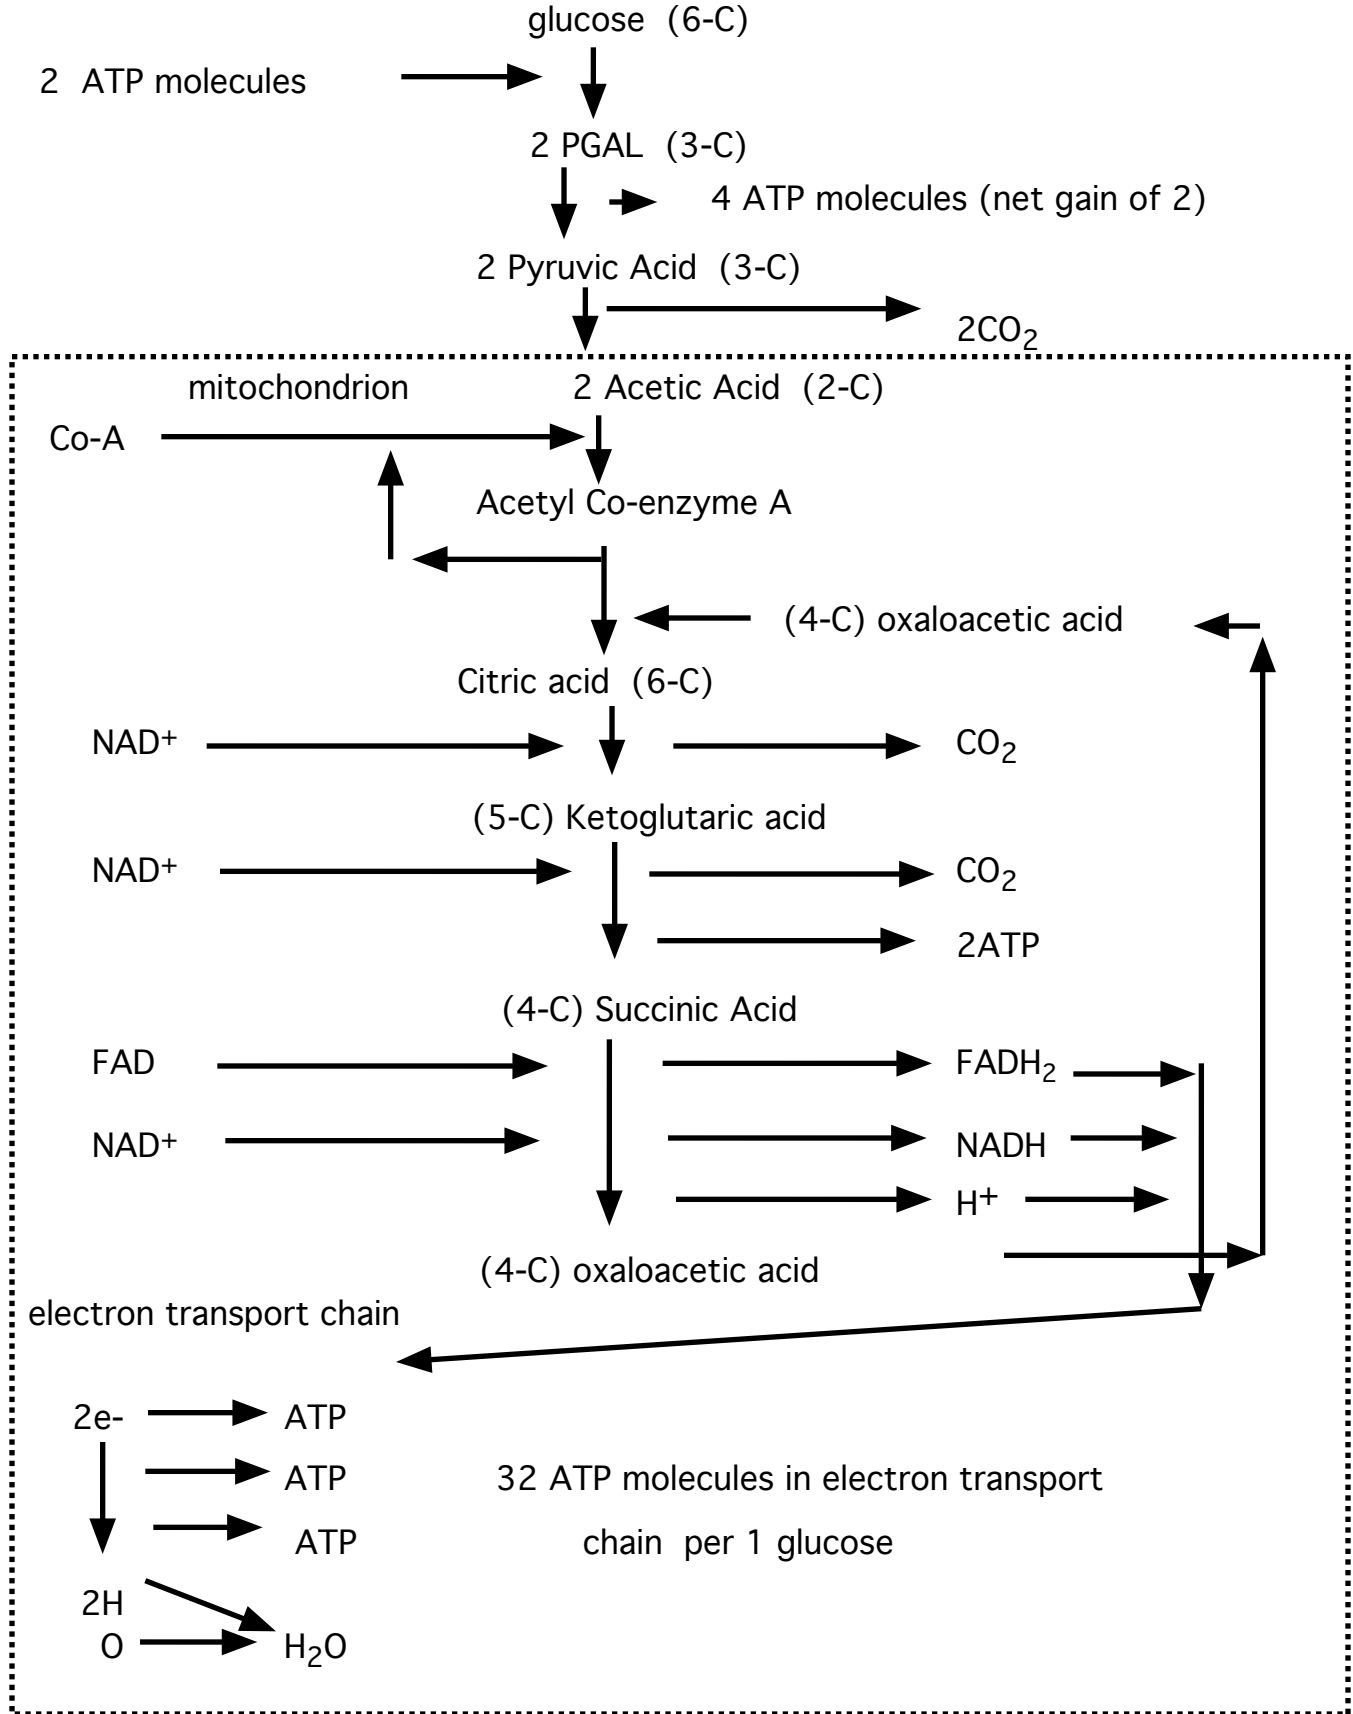 glucose (6-C)
2 ATP molecules
2 PGAL (3-C)
4 ATP molecules (net gain of 2)
2 Pyruvic Acid (3-C)
2CO₂
mitochondrion
2 Acetic Acid (2-C)
Co-A
Acetyl Co-enzyme A
(4-C) oxaloacetic acid
Citric acid (6-C)
NAD⁺
CO₂
(5-C) Ketoglutaric acid
NAD⁺
CO₂
2ATP
(4-C) Succinic Acid
FAD
FADH₂
NAD⁺
NADH
H⁺
(4-C) oxaloacetic acid
electron transport chain
2e-
ATP
ATP
32 ATP molecules in electron transport
ATP
chain per 1 glucose
2H
O
H₂O